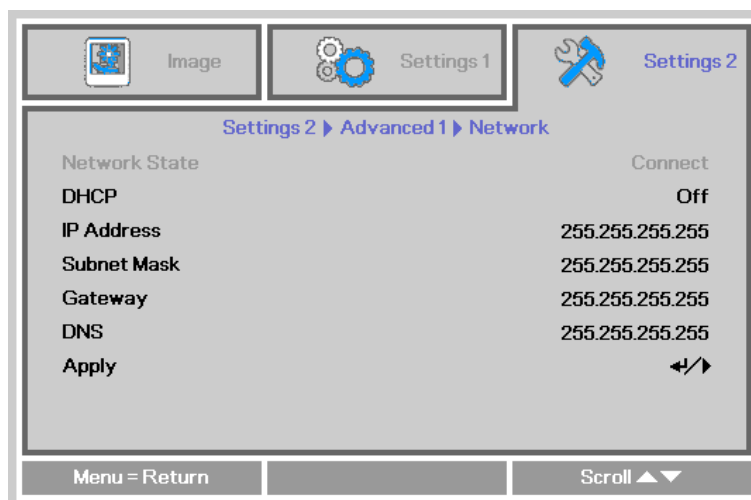 Image
Settings 1
Settings 2
Settings 2 ▶ Advanced 1 ▶ Network
Network State Connect
DHCP Off
IP Address 255.255.255.255
Subnet Mask 255.255.255.255
Gateway 255.255.255.255
DNS 255.255.255.255
Apply ↵/▶
Menu = Return
Scroll ▲▼